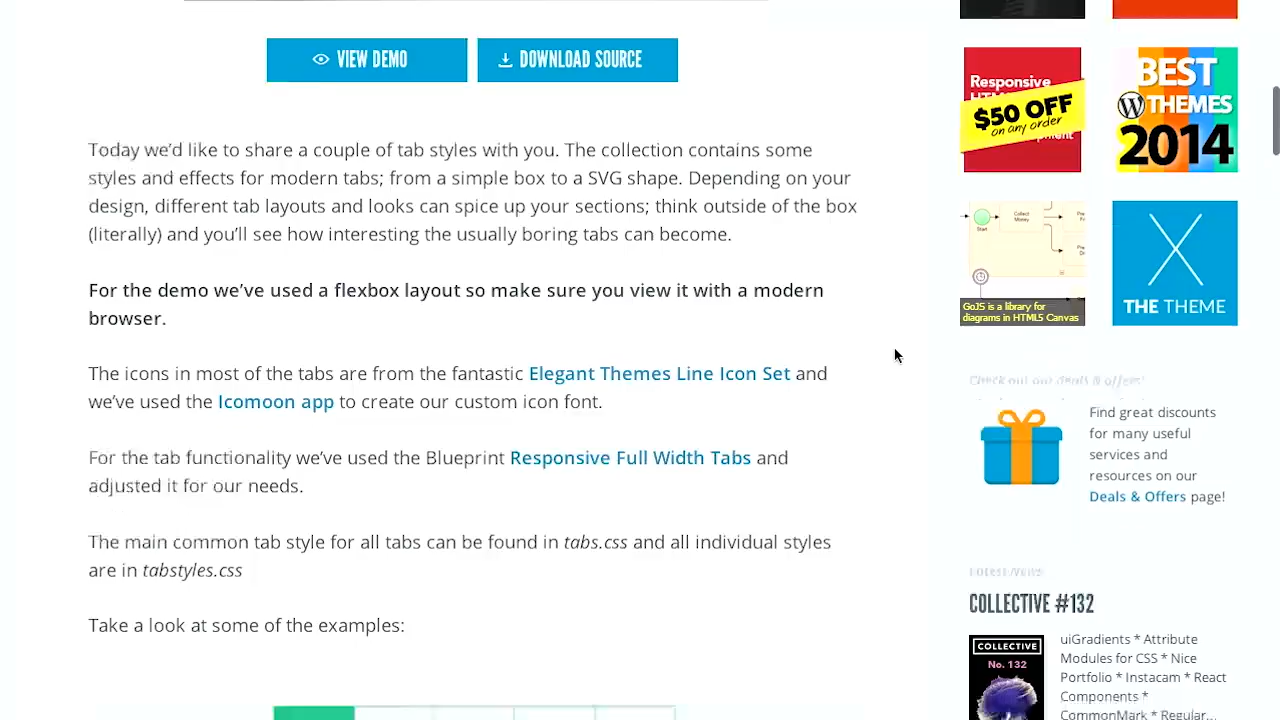 VIEW DEMO
DOWNLOAD SOURCE
Today we'd like to share a couple of tab styles with you. The collection contains some
styles and effects for modern tabs; from a simple box to a SVG shape. Depending on your
design, different tab layouts and looks can spice up your sections; think outside of the box
(literally) and you'll see how interesting the usually boring tabs can become.
For the demo we've used a flexbox layout so make sure you view it with a modern
browser.
The icons in most of the tabs are from the fantastic Elegant Themes Line Icon Set and
we've used the Icomoon app to create our custom icon font.
For the tab functionality we've used the Blueprint Responsive Full Width Tabs and
adjusted it for our needs.
The main common tab style for all tabs can be found in tabs.css and all individual styles
are in tabstyles.css
Take a look at some of the examples:
Responsive
$50 OFF
on any order
BEST
THEMES
2014
Start
Collect
Money
GoJS is a library for
diagrams in HTML5 Canvas
THE THEME
Check out our deals & offers!
Find great discounts
for many useful
services and
resources on our
Deals & Offers page!
COLLECTIVE #132
COLLECTIVE
No. 132
uiGradients * Attribute
Modules for CSS * Nice
Portfolio * Instacam * React
Components *
CommonMark * Regular...